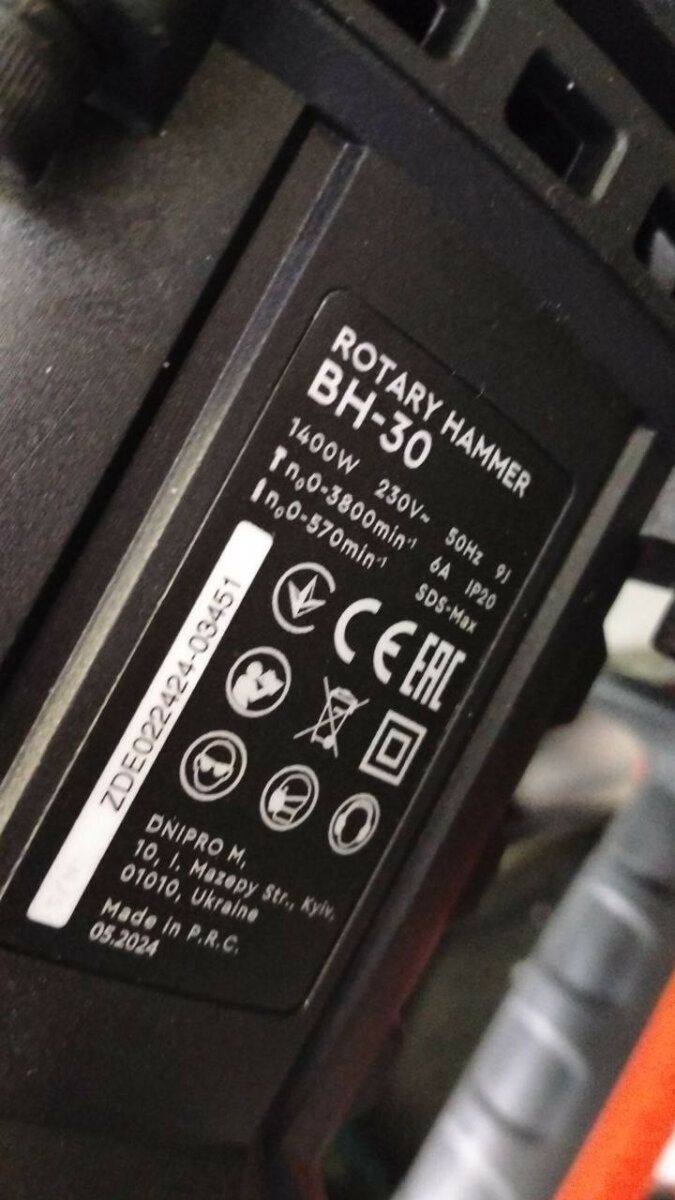 ROTARY HAMMER
BH-30
1400W 230V~ 50Hz 9J
n₀0-3800min⁻¹ 6A IP20
n₀0-570min⁻¹ SDS-Max
CE EAC
ZDE022424-03451
DNIPRO M,
10, I. Mazepy Str., Kyiv,
01010, Ukraine
Made in P.R.C.
05.2024